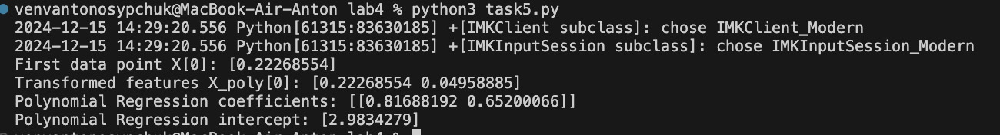 venvantonosypchuk@MacBook-Air-Anton lab4 % python3 task5.py
2024-12-15 14:29:20.556 Python[61315:83630185] +[IMKClient subclass]: chose IMKClient_Modern
2024-12-15 14:29:20.556 Python[61315:83630185] +[IMKInputSession subclass]: chose IMKInputSession_Modern
First data point X[0]: [0.22268554]
Transformed features X_poly[0]: [0.22268554 0.04958885]
Polynomial Regression coefficients: [[0.81688192 0.65200066]]
Polynomial Regression intercept: [2.9834279]
venvantonosypchuk@MacBook-Air-Anton lab4 %